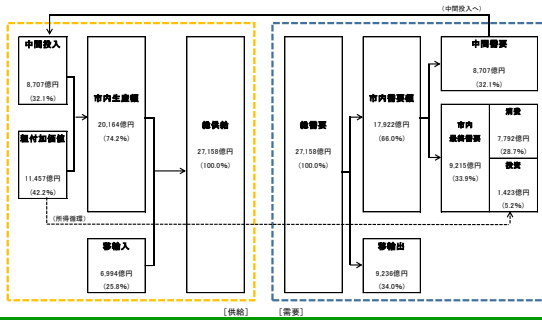 (中間投入へ)
中間投入
8,707億円
(32.1%)
粗付加価値
11,457億円
(42.2%)
市内生産額
20,164億円
(74.2%)
移輸入
6,994億円
(25.8%)
総供給
27,158億円
(100.0%)
(所得循環)
総需要
27,158億円
(100.0%)
市内需要額
17,922億円
(66.0%)
移輸出
9,236億円
(34.0%)
中間需要
8,707億円
(32.1%)
市内
最終需要
9,215億円
(33.9%)
消費
7,792億円
(28.7%)
投資
1,423億円
(5.2%)
[供給]
[需要]